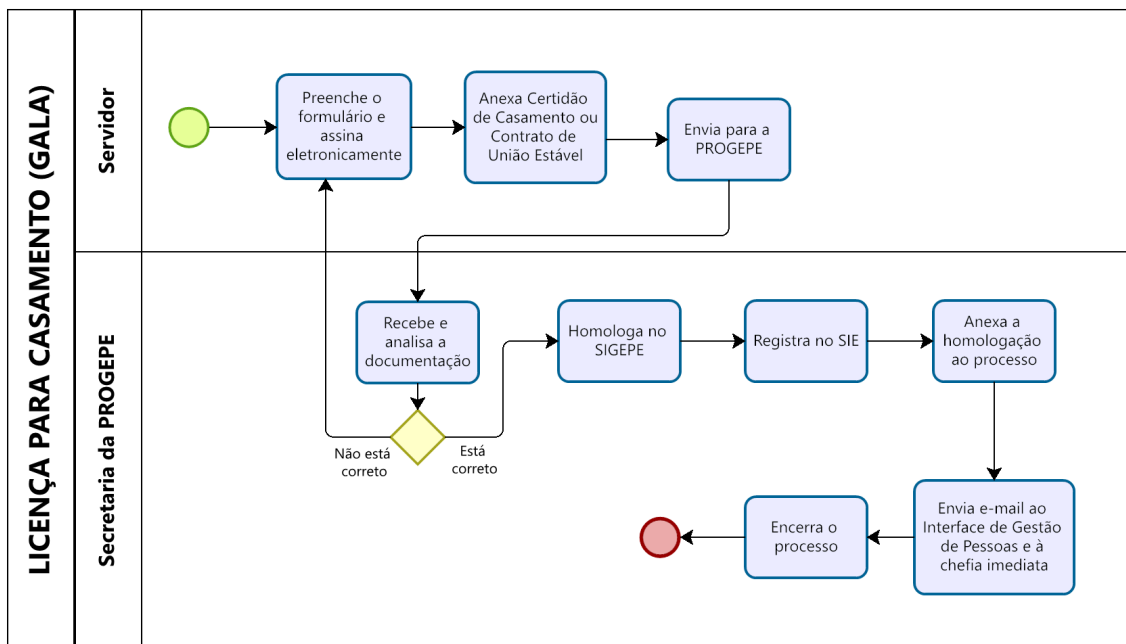 LICENÇA PARA CASAMENTO (GALA)
Servidor
Preenche o
formulário e
assina
eletronicamente
Anexa Certidão
de Casamento ou
Contrato de
União Estável
Envia para a
PROGEPE
Secretaria da PROGEPE
Recebe e
analisa a
documentação
Não está
correto
Está
correto
Homologa no
SIGEPE
Registra no SIE
Anexa a
homologação
ao processo
Envia e-mail ao
Interface de Gestão
de Pessoas e à
chefia imediata
Encerra o
processo